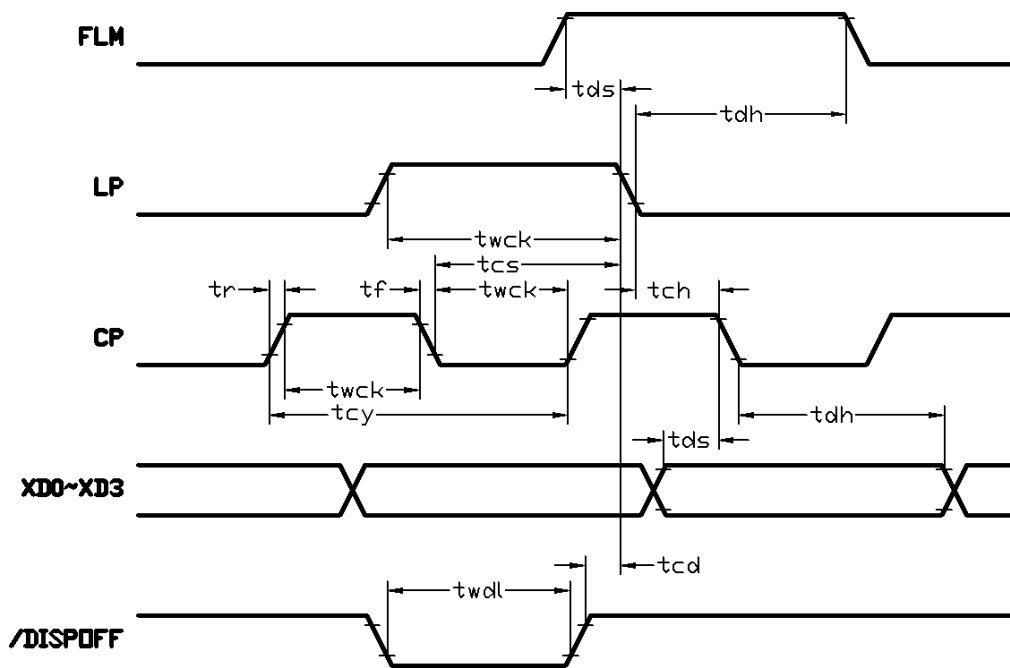 FLM
tds
tdh
LP
twck
tcs
tr
tf
twck
tch
CP
twck
tcy
tdh
tds
XD0~XD3
tcd
twdl
/DISPOFF